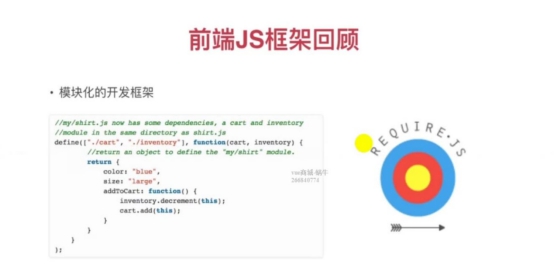 前端JS框架回顾
• 模块化的开发框架
//my/shirt.js now has some dependencies, a cart and inventory
//module in the same directory as shirt.js
define(["./cart", "./inventory"], function(cart, inventory) {
//return an object to define the "my/shirt" module.
return {
color: "blue",
size: "large",
addToCart: function() {
inventory.decrement(this);
cart.add(this);
}
}
}
);
REQUIRE·JS